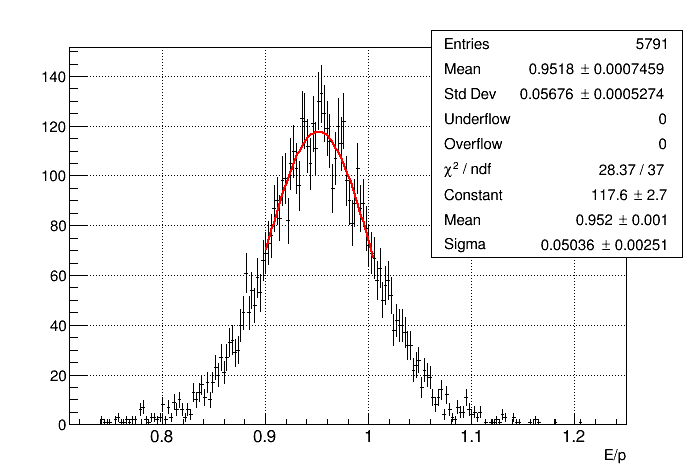 Entries 5791
Mean 0.9518 ± 0.0007459
Std Dev 0.05676 ± 0.0005274
Underflow 0
Overflow 0
χ² / ndf 28.37 / 37
Constant 117.6 ± 2.7
Mean 0.952 ± 0.001
Sigma 0.05036 ± 0.00251
140
120
100
80
60
40
20
0
0.8 0.9 1 1.1 1.2
E/p